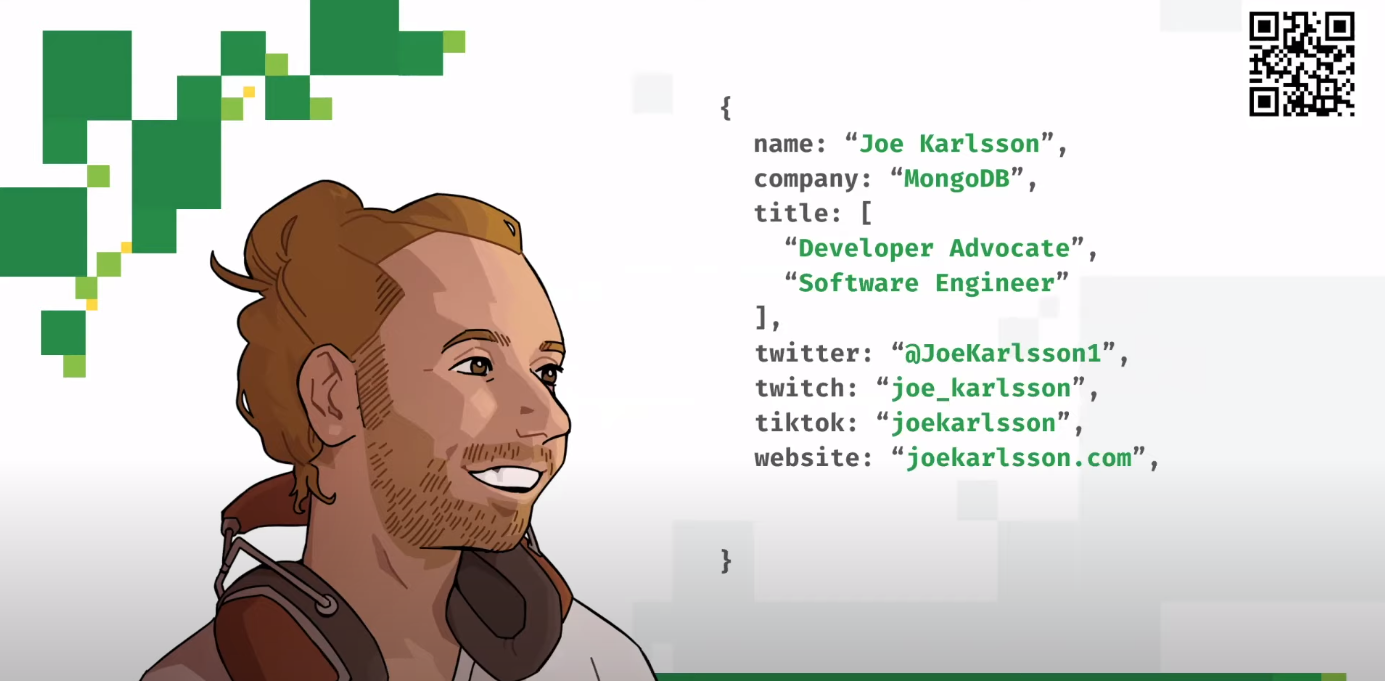 {
name: “Joe Karlsson”,
company: “MongoDB”,
title: [
“Developer Advocate”,
“Software Engineer”
],
twitter: “@JoeKarlsson1”,
twitch: “joe_karlsson”,
tiktok: “joekarlsson”,
website: “joekarlsson.com”,
}